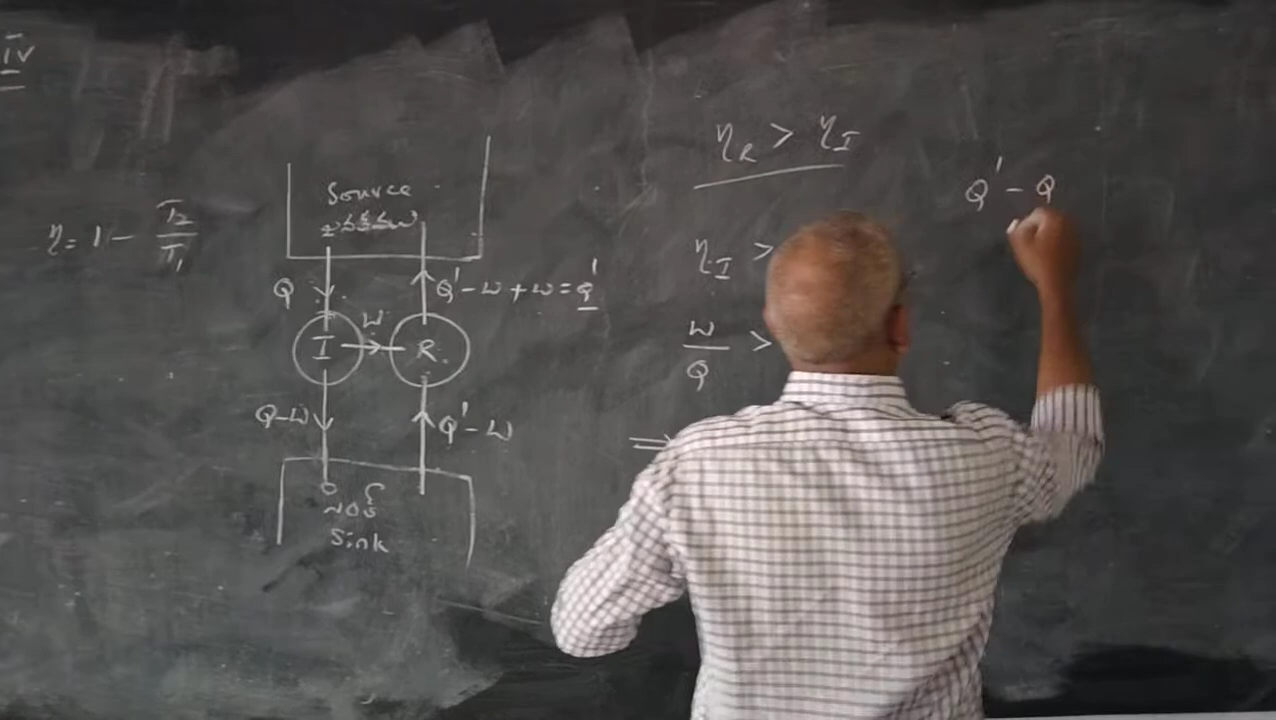 IV
η = 1 - T₂/T₁
Source
Q
Q' - W + W = Q'
W
I
R
Q-W
Q' - W
Sink
η_R > η_I
η_I >
W/Q >
⇒
Q' - Q